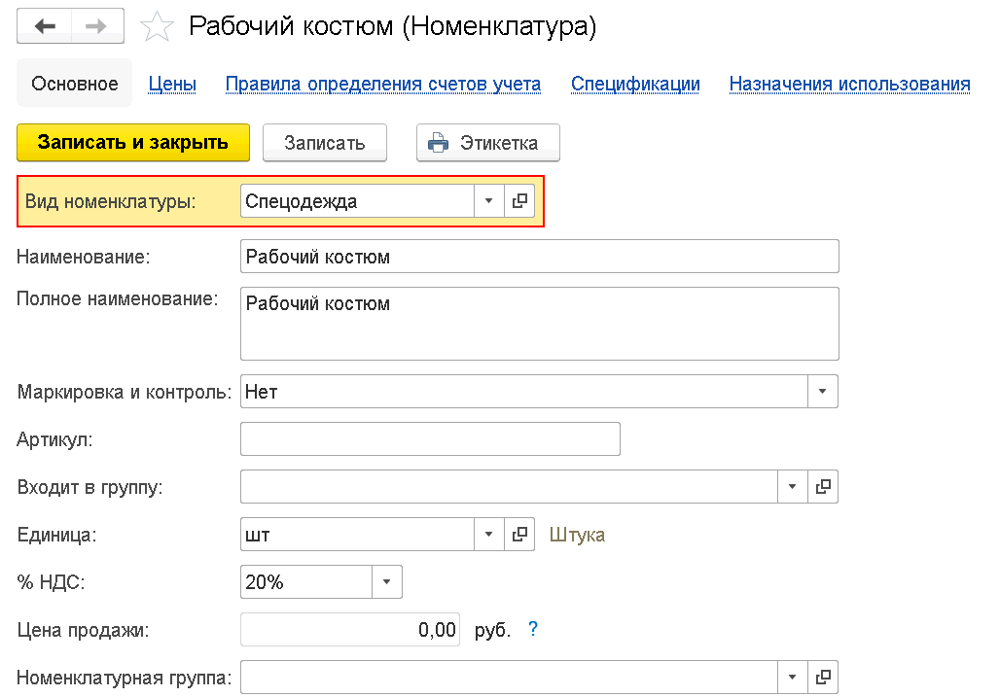 Рабочий костюм (Номенклатура)
Основное Цены Правила определения счетов учета Спецификации Назначения использования
Записать и закрыть Записать Этикетка
Вид номенклатуры: Спецодежда
Наименование: Рабочий костюм
Полное наименование: Рабочий костюм
Маркировка и контроль: Нет
Артикул:
Входит в группу:
Единица: шт Штука
% НДС: 20%
Цена продажи: 0,00 руб. ?
Номенклатурная группа: